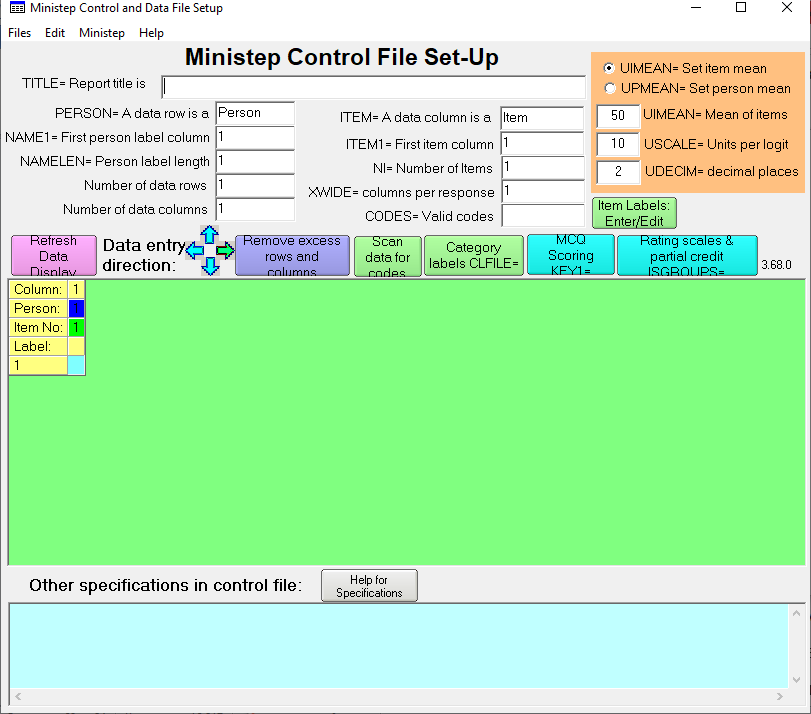 Ministep Control and Data File Setup
Files Edit Ministep Help
Ministep Control File Set-Up
TITLE= Report title is
PERSON= A data row is a Person
NAME1= First person label column 1
NAMELEN= Person label length 1
Number of data rows 1
Number of data columns 1
ITEM= A data column is a Item
ITEM1= First item column 1
NI= Number of Items 1
XWIDE= columns per response 1
CODES= Valid codes
UIMEAN= Set item mean
UPMEAN= Set person mean
50 UIMEAN= Mean of items
10 USCALE= Units per logit
2 UDECIM= decimal places
Item Labels:
Enter/Edit
Refresh
Data
Display
Data entry
direction:
Remove excess
rows and
columns
Scan
data for
codes
Category
labels CLFILE=
MCQ
Scoring
KEY1=
Rating scales &
partial credit
ISGROUPS=
3.68.0
Column: 1
Person: 1
Item No: 1
Label:
1
Other specifications in control file:
Help for
Specifications